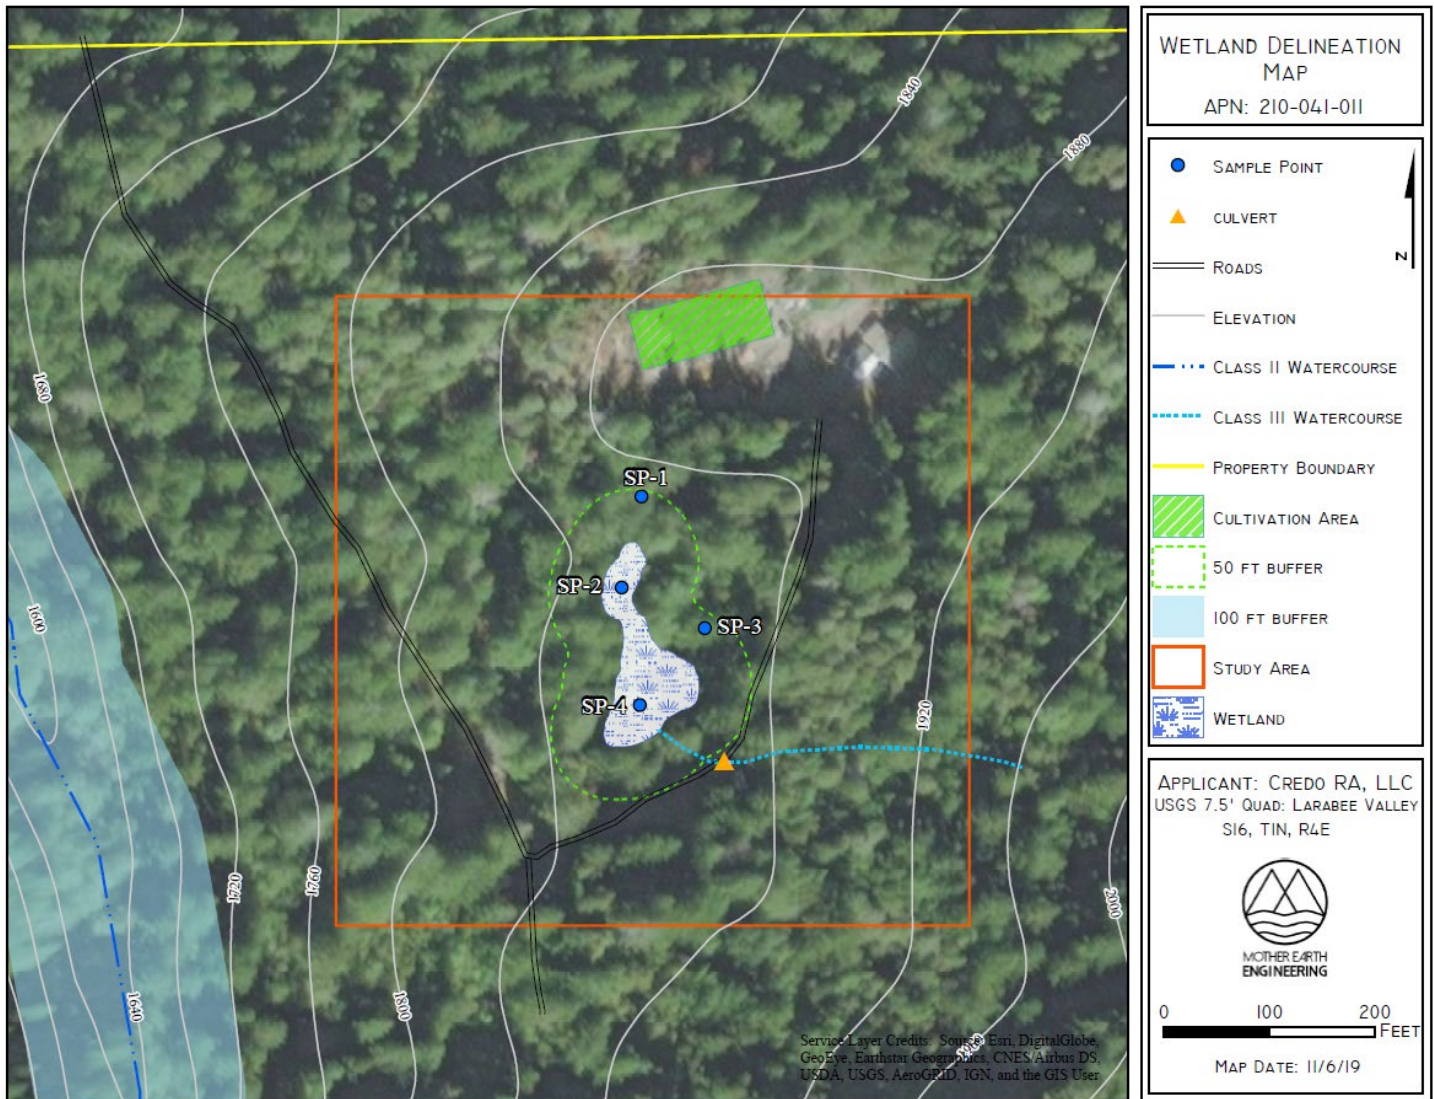 WETLAND DELINEATION
MAP
APN: 210-041-011
SAMPLE POINT
CULVERT
ROADS
ELEVATION
CLASS II WATERCOURSE
CLASS III WATERCOURSE
PROPERTY BOUNDARY
CULTIVATION AREA
50 FT BUFFER
100 FT BUFFER
STUDY AREA
WETLAND
N
APPLICANT: CREDO RA, LLC
USGS 7.5' QUAD: LARABEE VALLEY
S16, T1N, R4E
MOTHER EARTH
ENGINEERING
0 100 200
FEET
MAP DATE: 11/6/19
1840
1880
1680
SP-1
SP-2
SP-3
1600
SP-4
1920
1720
1760
2000
1800
1640
1960
Service Layer Credits: Source: Esri, DigitalGlobe,
GeoEye, Earthstar Geographics, CNES/Airbus DS,
USDA, USGS, AeroGRID, IGN, and the GIS User